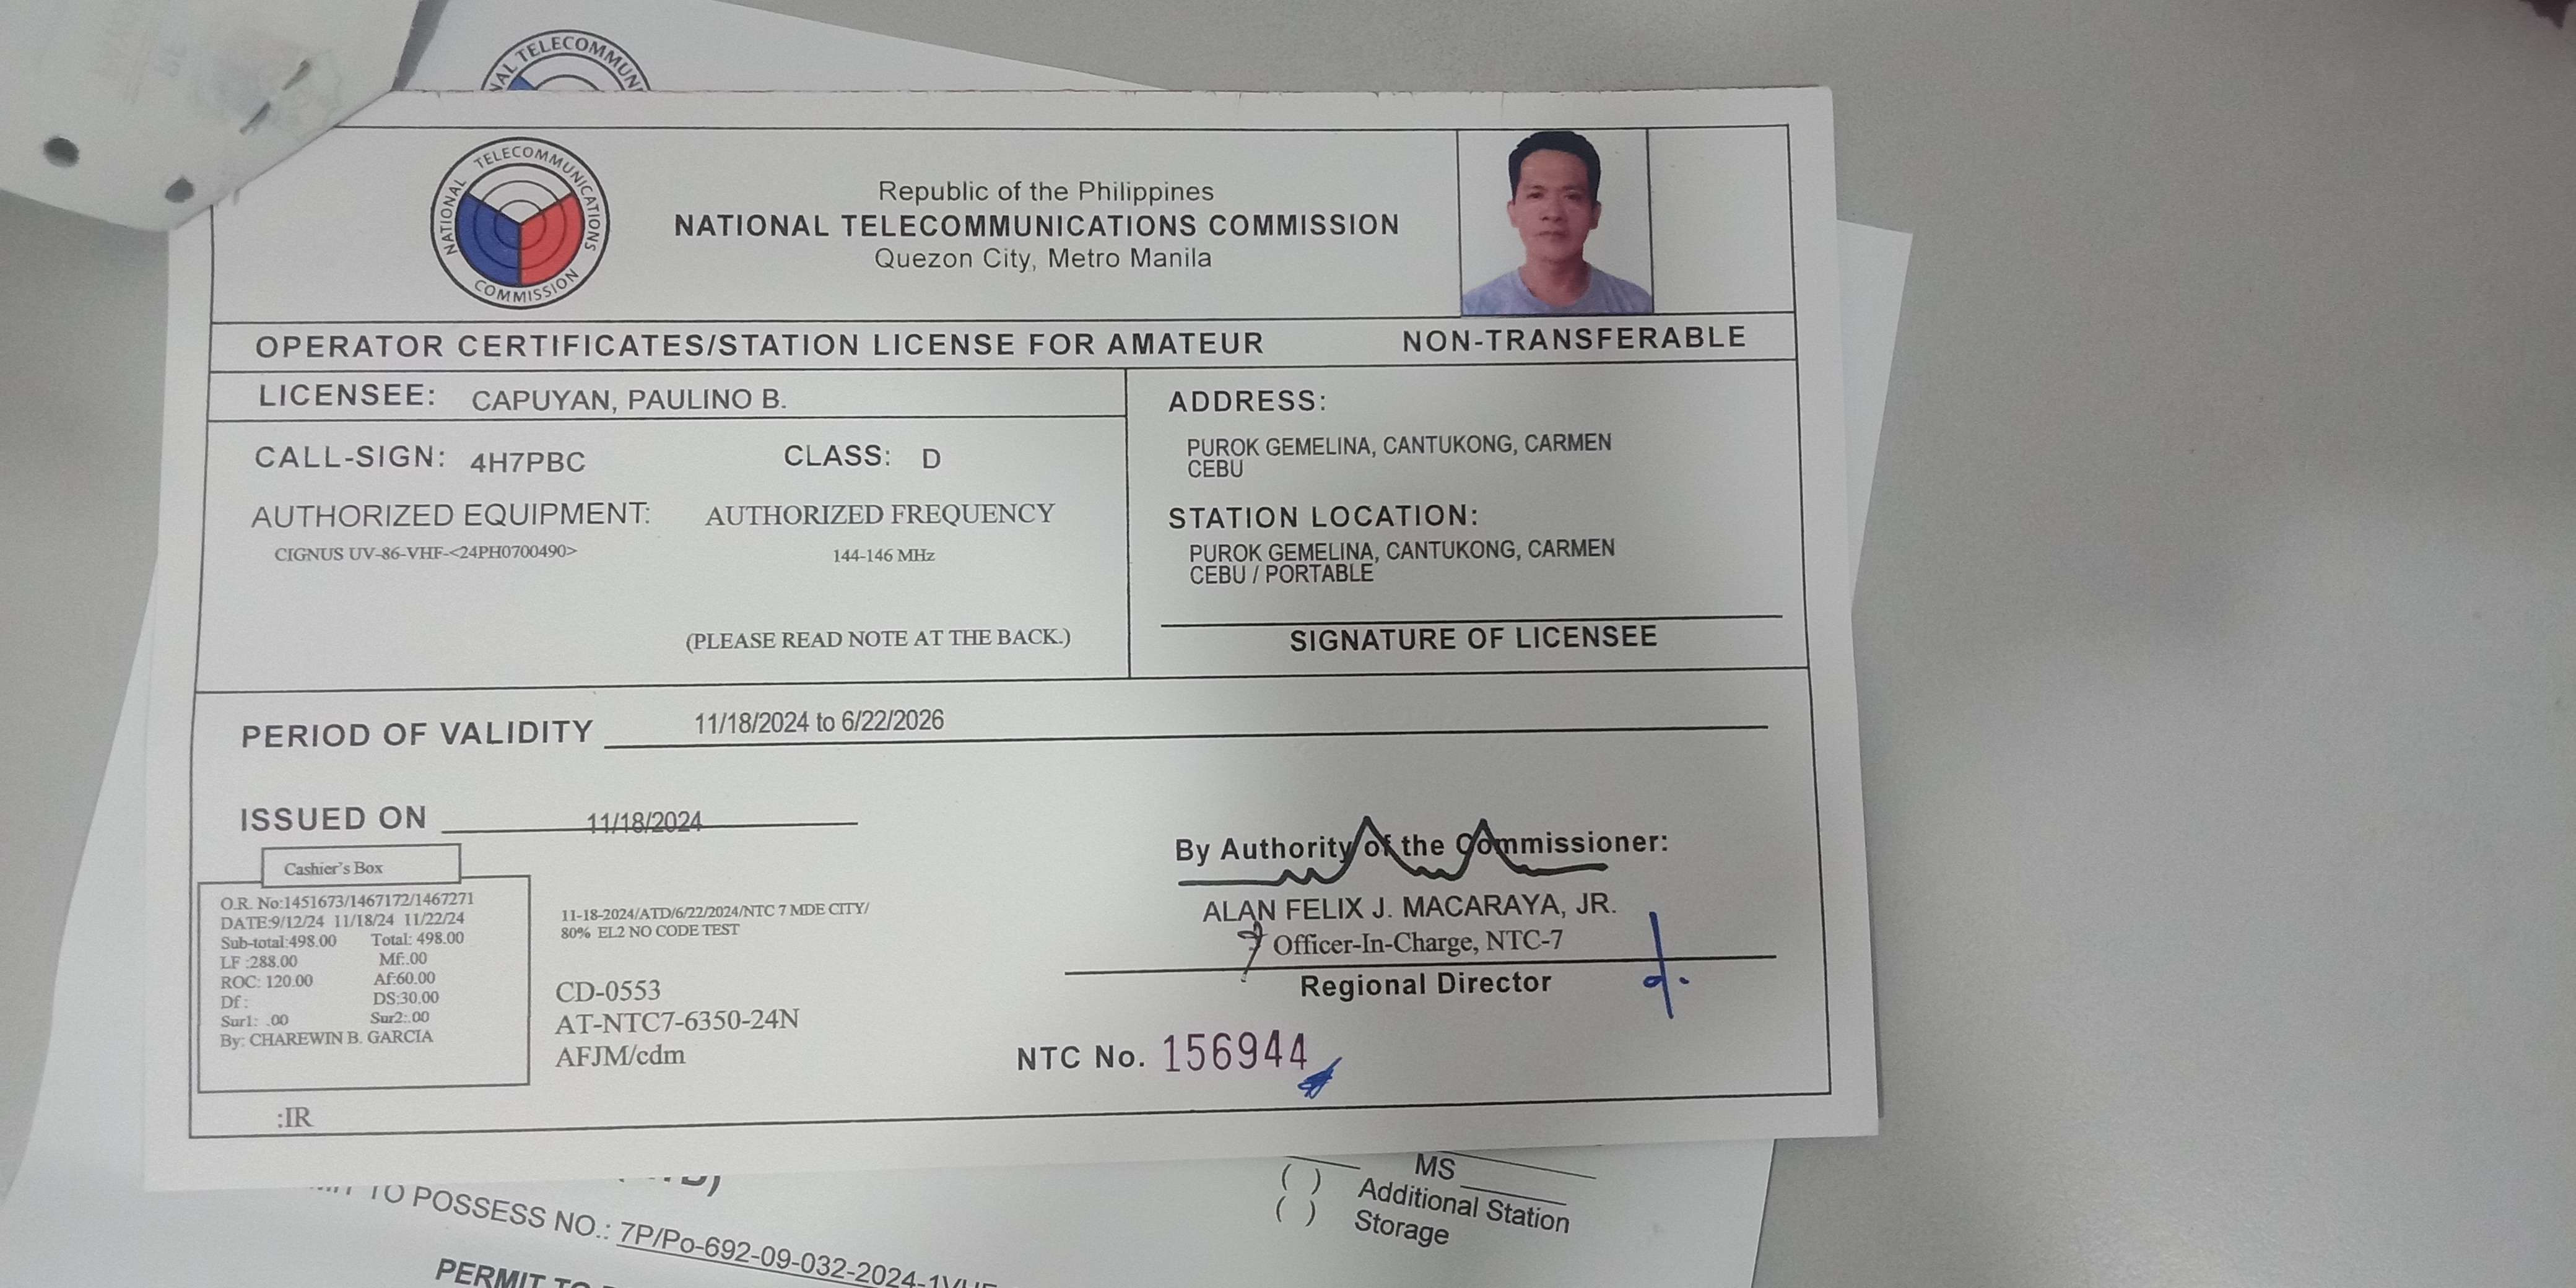 NAL TELECOMMUN
NATIONAL TELECOMMUNICATIONS COMMISSION
Republic of the Philippines
NATIONAL TELECOMMUNICATIONS COMMISSION
Quezon City, Metro Manila
OPERATOR CERTIFICATES/STATION LICENSE FOR AMATEUR NON-TRANSFERABLE
LICENSEE: CAPUYAN, PAULINO B.
CALL-SIGN: 4H7PBC CLASS: D
AUTHORIZED EQUIPMENT: AUTHORIZED FREQUENCY
CIGNUS UV-86-VHF-<24PH0700490> 144-146 MHz
(PLEASE READ NOTE AT THE BACK.)
ADDRESS:
PUROK GEMELINA, CANTUKONG, CARMEN
CEBU
STATION LOCATION:
PUROK GEMELINA, CANTUKONG, CARMEN
CEBU / PORTABLE
SIGNATURE OF LICENSEE
PERIOD OF VALIDITY 11/18/2024 to 6/22/2026
ISSUED ON 11/18/2024
Cashier's Box
O.R. No:1451673/1467172/1467271
DATE:9/12/24 11/18/24 11/22/24
Sub-total:498.00 Total: 498.00
LF :288.00 Mf:.00
ROC: 120.00 Af:60.00
Df : DS:30.00
Sur1: .00 Sur2:.00
By: CHAREWIN B. GARCIA
:IR
11-18-2024/ATD/6/22/2024/NTC 7 MDE CITY/
80% EL2 NO CODE TEST
CD-0553
AT-NTC7-6350-24N
AFJM/cdm
By Authority of the Commissioner:
ALAN FELIX J. MACARAYA, JR.
Officer-In-Charge, NTC-7
Regional Director
NTC No. 156944
TO POSSESS NO.: 7P/Po-692-09-032-2024-1VHF
PERMIT TO
MS
( ) Additional Station
( ) Storage